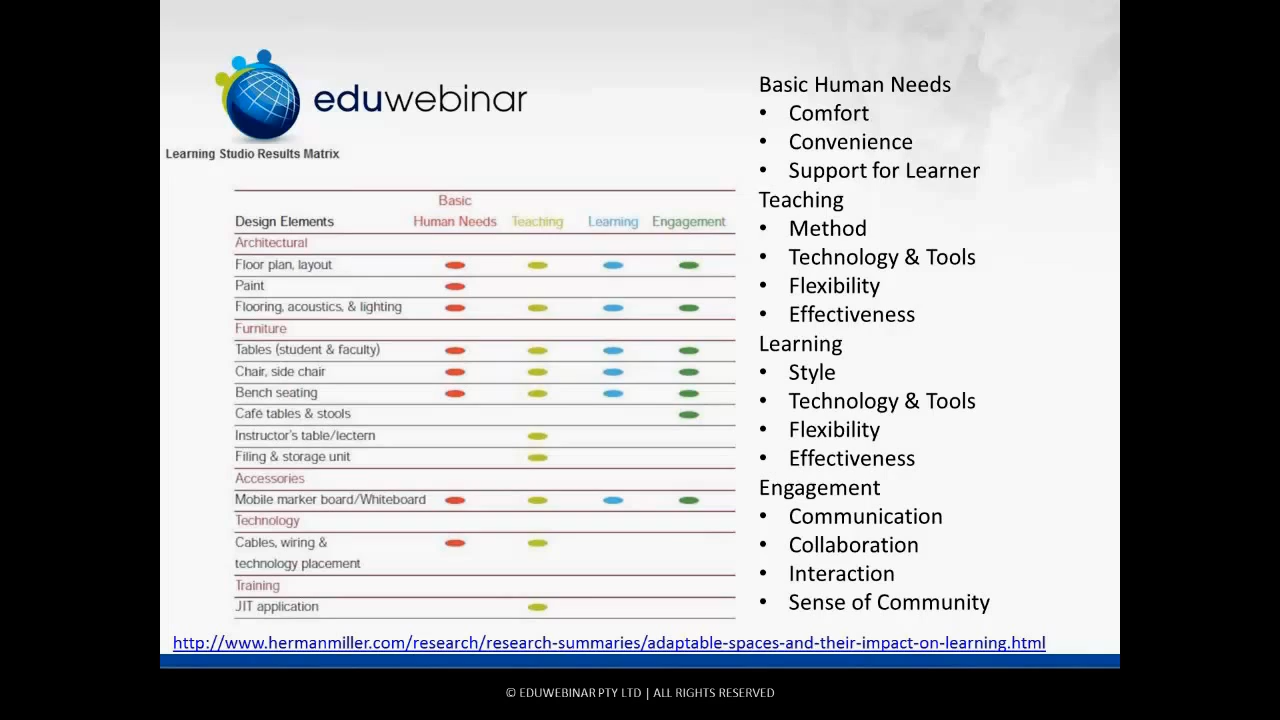 eduwebinar
Learning Studio Results Matrix
Basic
Design Elements Human Needs Teaching Learning Engagement
Architectural
Floor plan, layout
Paint
Flooring, acoustics, & lighting
Furniture
Tables (student & faculty)
Chair, side chair
Bench seating
Café tables & stools
Instructor's table/lectern
Filing & storage unit
Accessories
Mobile marker board/Whiteboard
Technology
Cables, wiring &
technology placement
Training
JIT application
Basic Human Needs
• Comfort
• Convenience
• Support for Learner
Teaching
• Method
• Technology & Tools
• Flexibility
• Effectiveness
Learning
• Style
• Technology & Tools
• Flexibility
• Effectiveness
Engagement
• Communication
• Collaboration
• Interaction
• Sense of Community
http://www.hermanmiller.com/research/research-summaries/adaptable-spaces-and-their-impact-on-learning.html
© EDUWEBINAR PTY LTD | ALL RIGHTS RESERVED